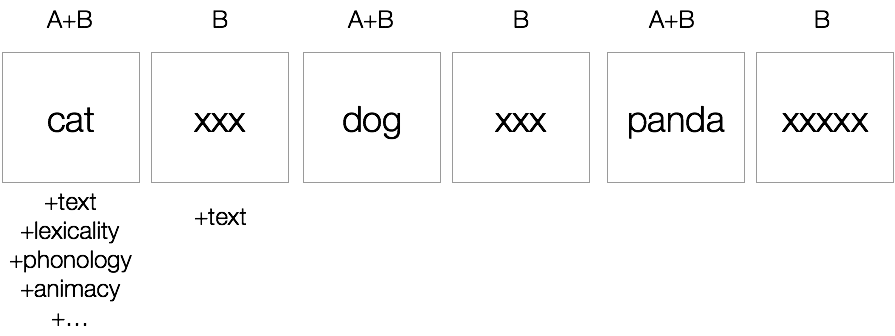 A+B B A+B B A+B B
cat xxx dog xxx panda xxxxx
+text
+lexicality
+phonology
+animacy
+...
+text